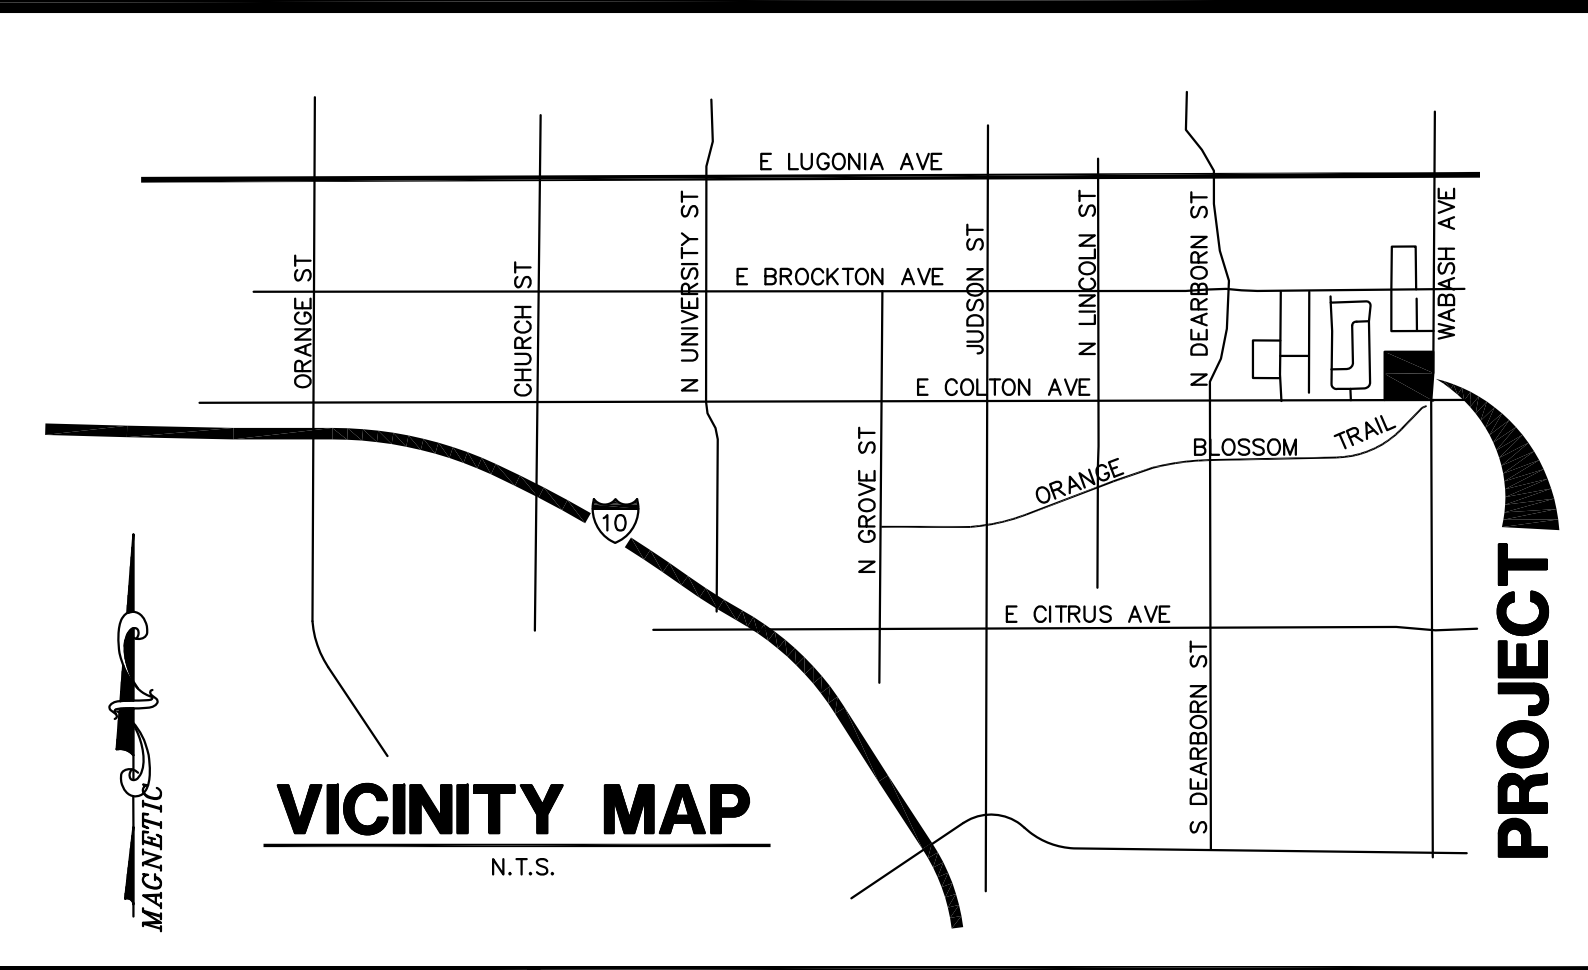 E LUGONIA AVE
ORANGE ST
CHURCH ST
N UNIVERSITY ST
JUDSON ST
N LINCOLN ST
N DEARBORN ST
WABASH AVE
E BROCKTON AVE
E COLTON AVE
N GROVE ST
ORANGE BLOSSOM TRAIL
10
E CITRUS AVE
S DEARBORN ST
PROJECT
MAGNETIC
VICINITY MAP
N.T.S.